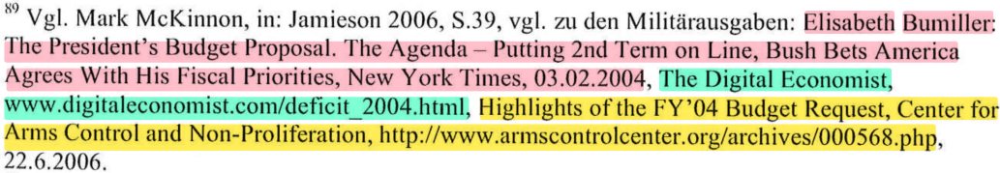 89 Vgl. Mark McKinnon, in: Jamieson 2006, S.39, vgl. zu den Militärausgaben: Elisabeth Bumiller:
The President's Budget Proposal. The Agenda – Putting 2nd Term on Line, Bush Bets America
Agrees With His Fiscal Priorities, New York Times, 03.02.2004, The Digital Economist,
www.digitaleconomist.com/deficit_2004.html, Highlights of the FY'04 Budget Request, Center for
Arms Control and Non-Proliferation, http://www.armscontrolcenter.org/archives/000568.php,
22.6.2006.